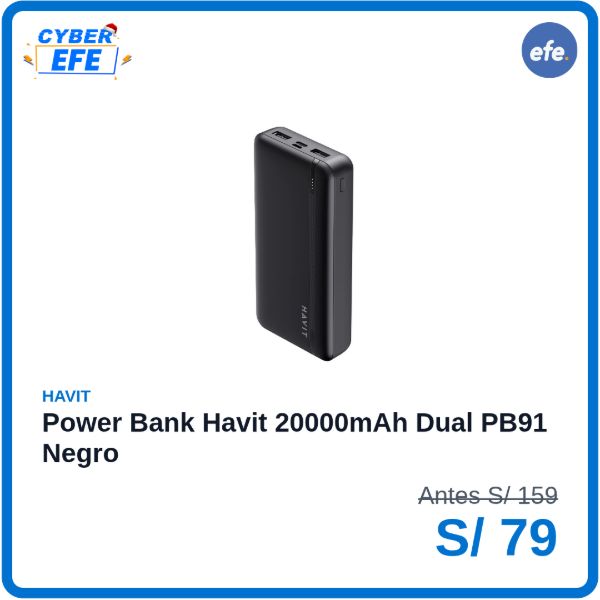 CYBER
EFE
efe.
HAVIT
HAVIT
Power Bank Havit 20000mAh Dual PB91
Negro
Antes S/ 159
S/ 79